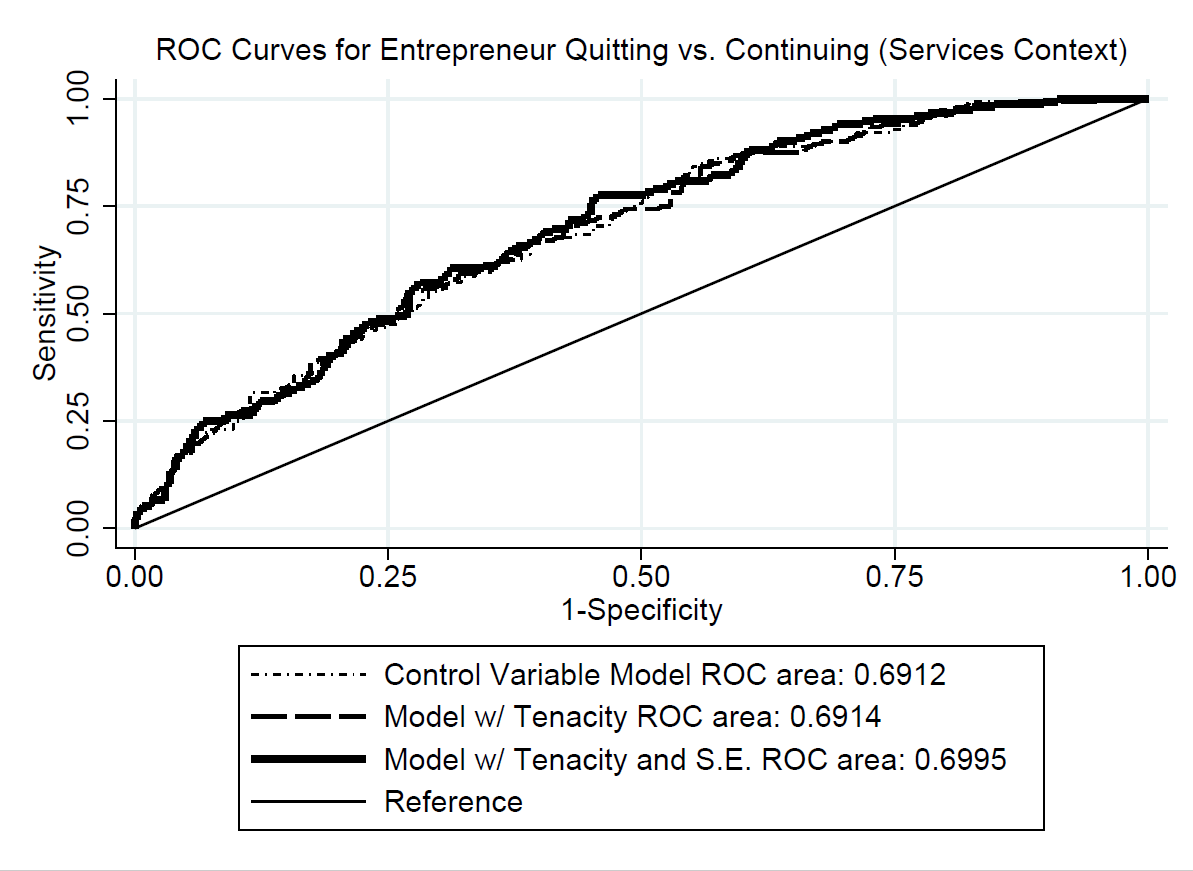 ROC Curves for Entrepreneur Quitting vs. Continuing (Services Context)
Sensitivity
1.00
0.75
0.50
0.25
0.00
0.00 0.25 0.50 0.75 1.00
1-Specificity
Control Variable Model ROC area: 0.6912
Model w/ Tenacity ROC area: 0.6914
Model w/ Tenacity and S.E. ROC area: 0.6995
Reference